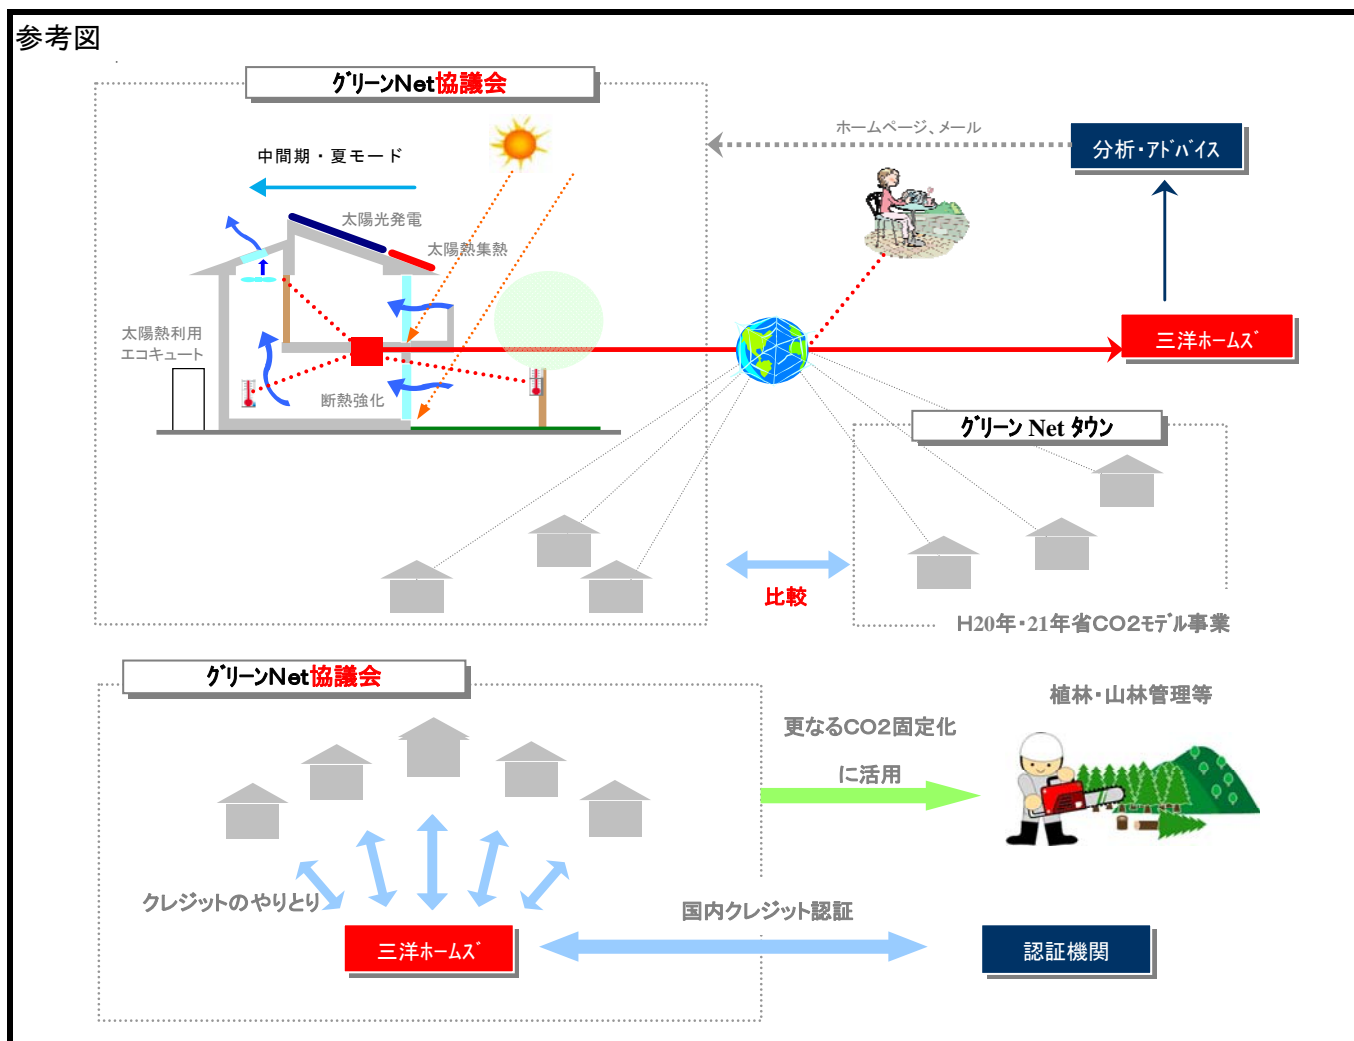 参考図
グリーンNet協議会
中間期・夏モード
太陽光発電
太陽熱集熱
太陽熱利用
エコキュート
断熱強化
ホームページ、メール
分析・アドバイス
三洋ホームズ
グリーン Net タウン
比較
H20年・21年省CO2モデル事業
グリーンNet協議会
クレジットのやりとり
三洋ホームズ
更なるCO2固定化
に活用
植林・山林管理等
国内クレジット認証
認証機関